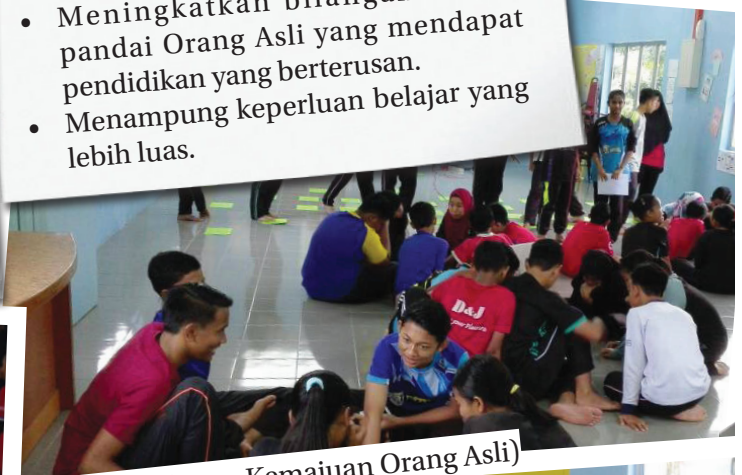 • Meningkatkan
pandai Orang Asli yang mendapat
pendidikan yang berterusan.
• Menampung keperluan belajar yang
lebih luas.
D&J
Kemajuan Orang Asli)